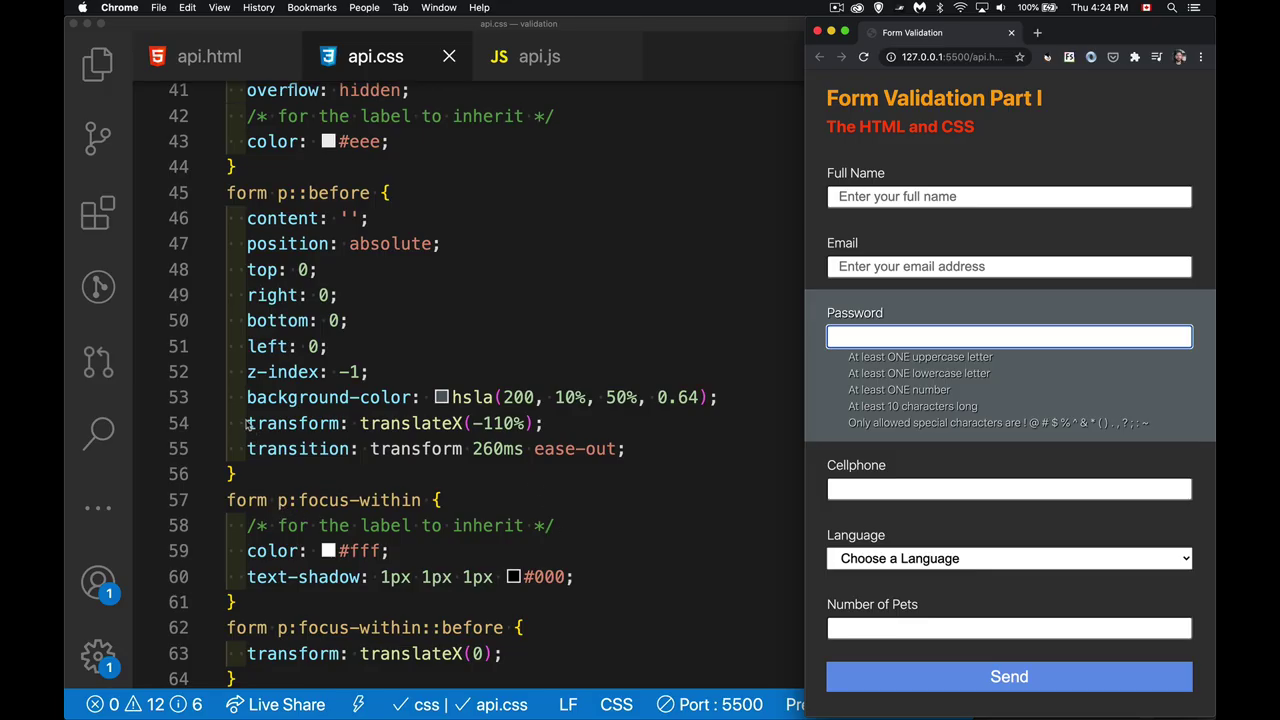 Chrome File Edit View History Bookmarks People Tab Window Help
100% Thu 4:24 PM
api.css — validation
api.html
api.css
JS api.js
41 overflow: hidden;
42 /* for the label to inherit */
43 color: #eee;
44 }
45 form p::before {
46 content: '';
47 position: absolute;
48 top: 0;
49 right: 0;
50 bottom: 0;
51 left: 0;
52 z-index: -1;
53 background-color: hsla(200, 10%, 50%, 0.64);
54 transform: translateX(-110%);
55 transition: transform 260ms ease-out;
56 }
57 form p:focus-within {
58 /* for the label to inherit */
59 color: #fff;
60 text-shadow: 1px 1px 1px #000;
61 }
62 form p:focus-within::before {
63 transform: translateX(0);
64 }
1
1
0 12 6 Live Share css | api.css LF CSS Port : 5500
Form Validation
127.0.0.1:5500/api.h...
Form Validation Part I
The HTML and CSS
Full Name
Enter your full name
Email
Enter your email address
Password
At least ONE uppercase letter
At least ONE lowercase letter
At least ONE number
At least 10 characters long
Only allowed special characters are ! @ # $ % ^ & * ( ) . , ? ; : ~
Cellphone
Language
Choose a Language
Number of Pets
Send